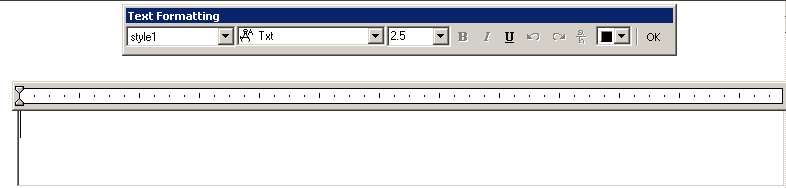 Text Formatting
style1 Txt 2.5 B I U a/b OK